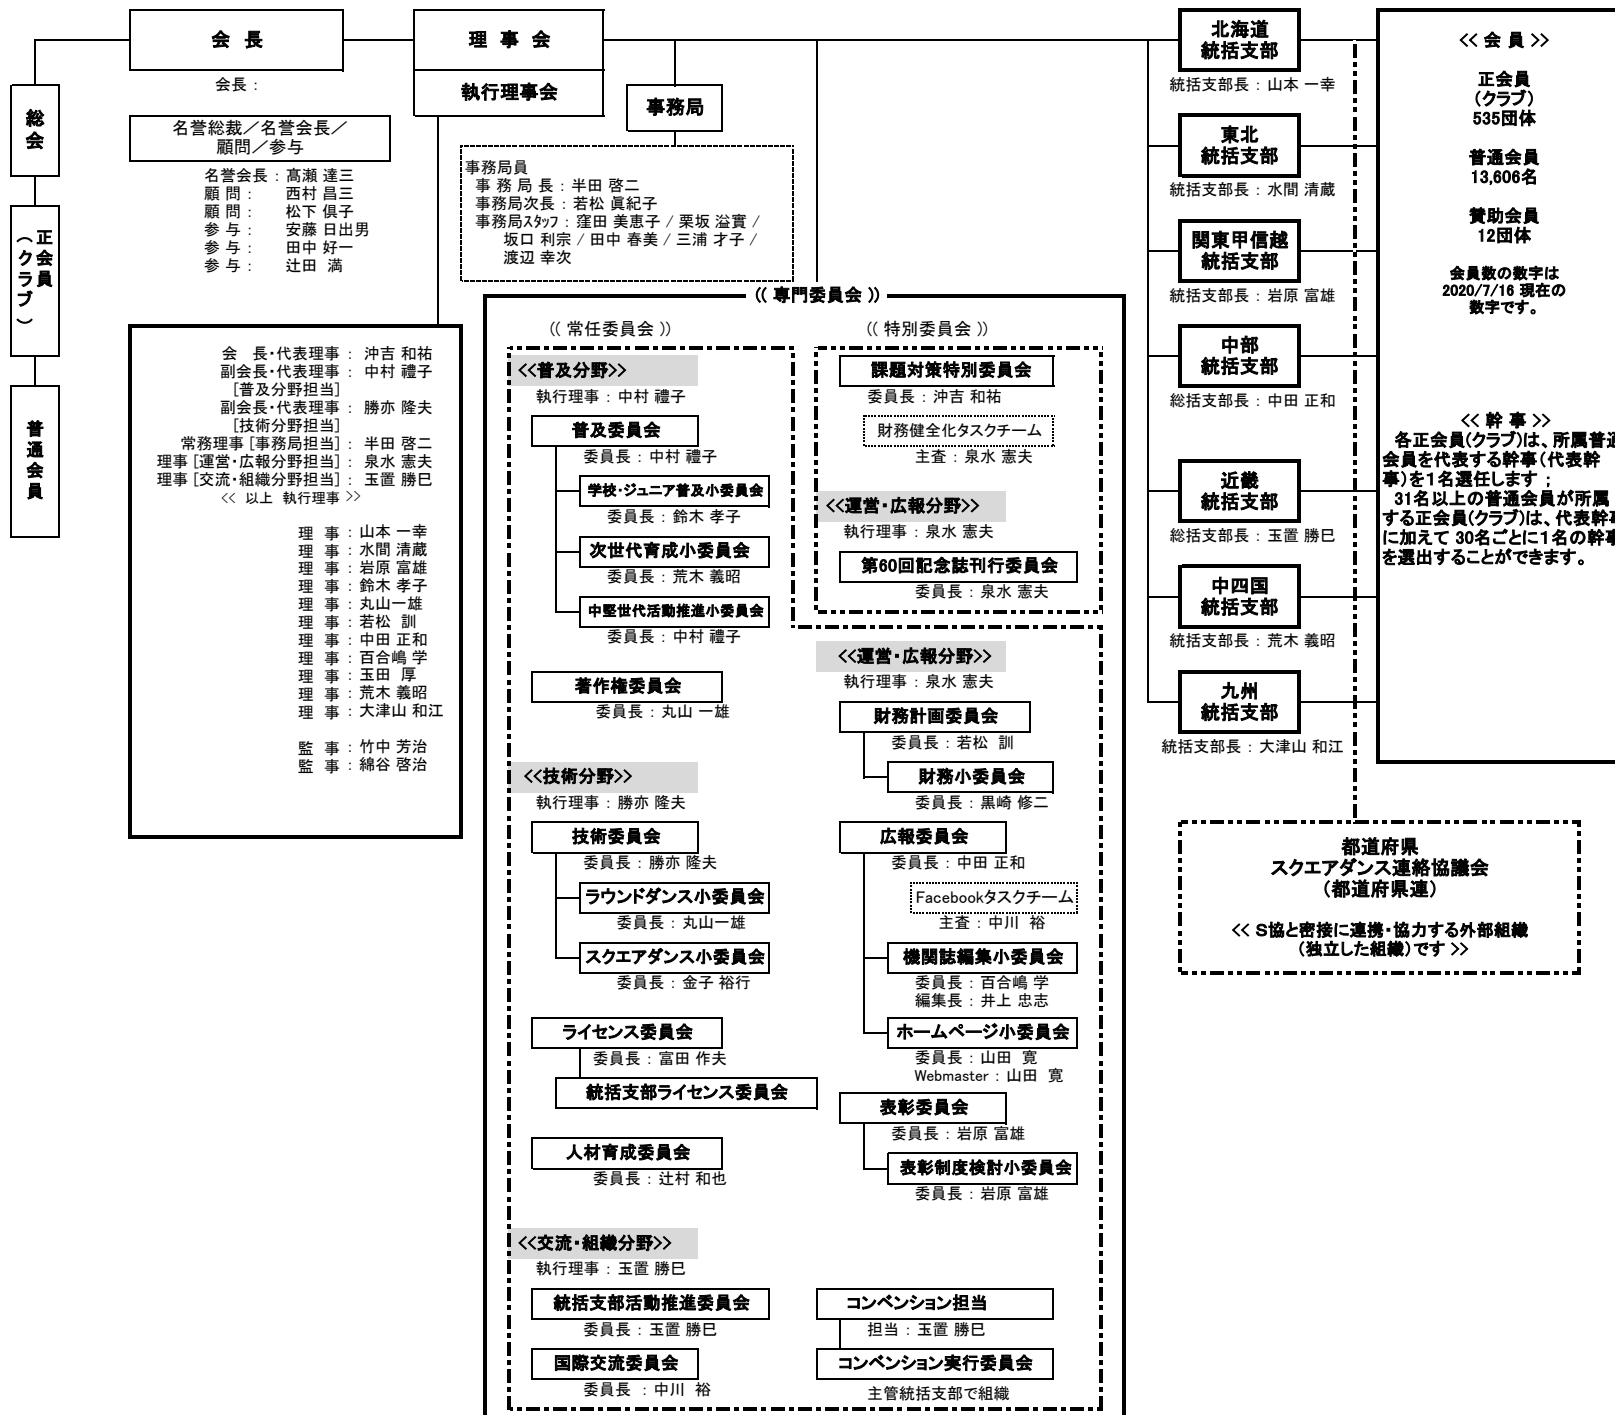 会 長
会長：
理 事 会
執行理事会
事務局
総会
正会員
（クラブ）
普通会員
名誉総裁／名誉会長／
顧問／参与
名誉会長：髙瀬 達三
顧 問： 西村 昌三
顧 問： 松下 倶子
参 与： 安藤 日出男
参 与： 田中 好一
参 与： 辻田 満
事務局員
事 務 局 長：半田 啓二
事務局次長：若松 眞紀子
事務局スタッフ：窪田 美恵子 / 栗坂 溢實 /
坂口 利宗 / 田中 春美 / 三浦 才子 /
渡辺 幸次
会 長・代表理事： 沖吉 和祐
副会長・代表理事： 中村 禮子
[普及分野担当]
副会長・代表理事： 勝亦 隆夫
[技術分野担当]
常務理事 [事務局担当]： 半田 啓二
理事 [運営・広報分野担当]： 泉水 憲夫
理事 [交流・組織分野担当]： 玉置 勝巳
<< 以上 執行理事 >>
理 事：山本 一幸
理 事：水間 清蔵
理 事：岩原 富雄
理 事：鈴木 孝子
理 事：丸山一雄
理 事：若松 訓
理 事：中田 正和
理 事：百合嶋 学
理 事：玉田 厚
理 事：荒木 義昭
理 事：大津山 和江
監 事：竹中 芳治
監 事：綿谷 啓治
(( 専門委員会 ))
(( 常任委員会 ))
<<普及分野>>
執行理事：中村 禮子
普及委員会
委員長：中村 禮子
学校・ジュニア普及小委員会
委員長：鈴木 孝子
次世代育成小委員会
委員長：荒木 義昭
中堅世代活動推進小委員会
委員長：中村 禮子
著作権委員会
委員長：丸山 一雄
<<技術分野>>
執行理事：勝亦 隆夫
技術委員会
委員長：勝亦 隆夫
ラウンドダンス小委員会
委員長：丸山一雄
スクエアダンス小委員会
委員長：金子 裕行
ライセンス委員会
委員長：富田 作夫
統括支部ライセンス委員会
人材育成委員会
委員長：辻村 和也
<<交流・組織分野>>
執行理事：玉置 勝巳
統括支部活動推進委員会
委員長：玉置 勝巳
国際交流委員会
委員長 ：中川 裕
(( 特別委員会 ))
課題対策特別委員会
委員長：沖吉 和祐
財務健全化タスクチーム
主査：泉水 憲夫
<<運営・広報分野>>
執行理事：泉水 憲夫
第60回記念誌刊行委員会
委員長：泉水 憲夫
<<運営・広報分野>>
執行理事：泉水 憲夫
財務計画委員会
委員長：若松 訓
財務小委員会
委員長：黒崎 修二
広報委員会
委員長：中田 正和
Facebookタスクチーム
主査：中川 裕
機関誌編集小委員会
委員長：百合嶋 学
編集長：井上 忠志
ホームページ小委員会
委員長：山田 寛
Webmaster：山田 寛
表彰委員会
委員長：岩原 富雄
表彰制度検討小委員会
委員長：岩原 富雄
コンベンション担当
担当：玉置 勝巳
コンベンション実行委員会
主管統括支部で組織
北海道
統括支部
統括支部長：山本 一幸
東北
統括支部
統括支部長：水間 清蔵
関東甲信越
統括支部
統括支部長：岩原 富雄
中部
統括支部
総括支部長：中田 正和
近畿
統括支部
総括支部長：玉置 勝巳
中四国
統括支部
統括支部長：荒木 義昭
九州
統括支部
統括支部長：大津山 和江
<< 会 員 >>
正会員
(クラブ)
535団体
普通会員
13,606名
賛助会員
12団体
会員数の数字は
2020/7/16 現在の
数字です。
<< 幹 事 >>
各正会員(クラブ)は、所属普通
会員を代表する幹事（代表幹
事）を１名選任します；
31名以上の普通会員が所属
する正会員(クラブ)は、代表幹事
に加えて 30名ごとに１名の幹事
を選出することができます。
都道府県
スクエアダンス連絡協議会
（都道府県連）
<< Ｓ協と密接に連携・協力する外部組織
（独立した組織）です >>